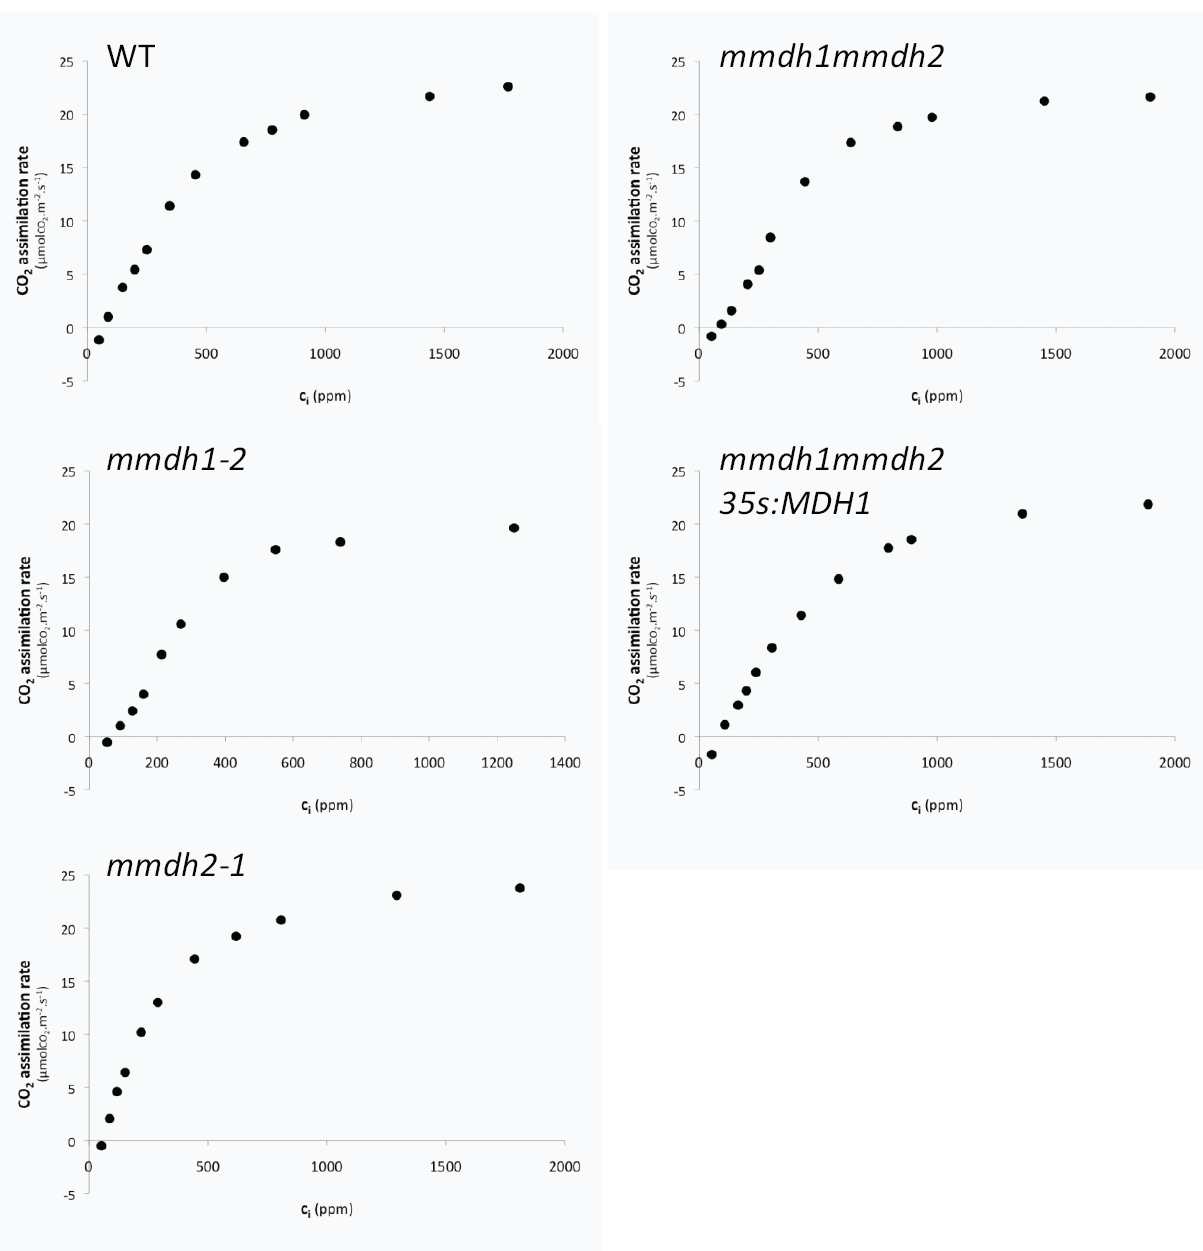 WT
25
20
15
10
5
0
-5
0 500 1000 1500 2000
CO₂ assimilation rate
(µmolco₂.m⁻².s⁻¹)
cᵢ (ppm)
mmdh1mmdh2
25
20
15
10
5
0
-5
0 500 1000 1500 2000
CO₂ assimilation rate
(µmolco₂.m⁻².s⁻¹)
cᵢ (ppm)
mmdh1-2
25
20
15
10
5
0
-5
0 200 400 600 800 1000 1200 1400
CO₂ assimilation rate
(µmolco₂.m⁻².s⁻¹)
cᵢ (ppm)
mmdh1mmdh2
35s:MDH1
25
20
15
10
5
0
-5
0 500 1000 1500 2000
CO₂ assimilation rate
(µmolco₂.m⁻².s⁻¹)
cᵢ (ppm)
mmdh2-1
25
20
15
10
5
0
-5
0 500 1000 1500 2000
CO₂ assimilation rate
(µmolco₂.m⁻².s⁻¹)
cᵢ (ppm)